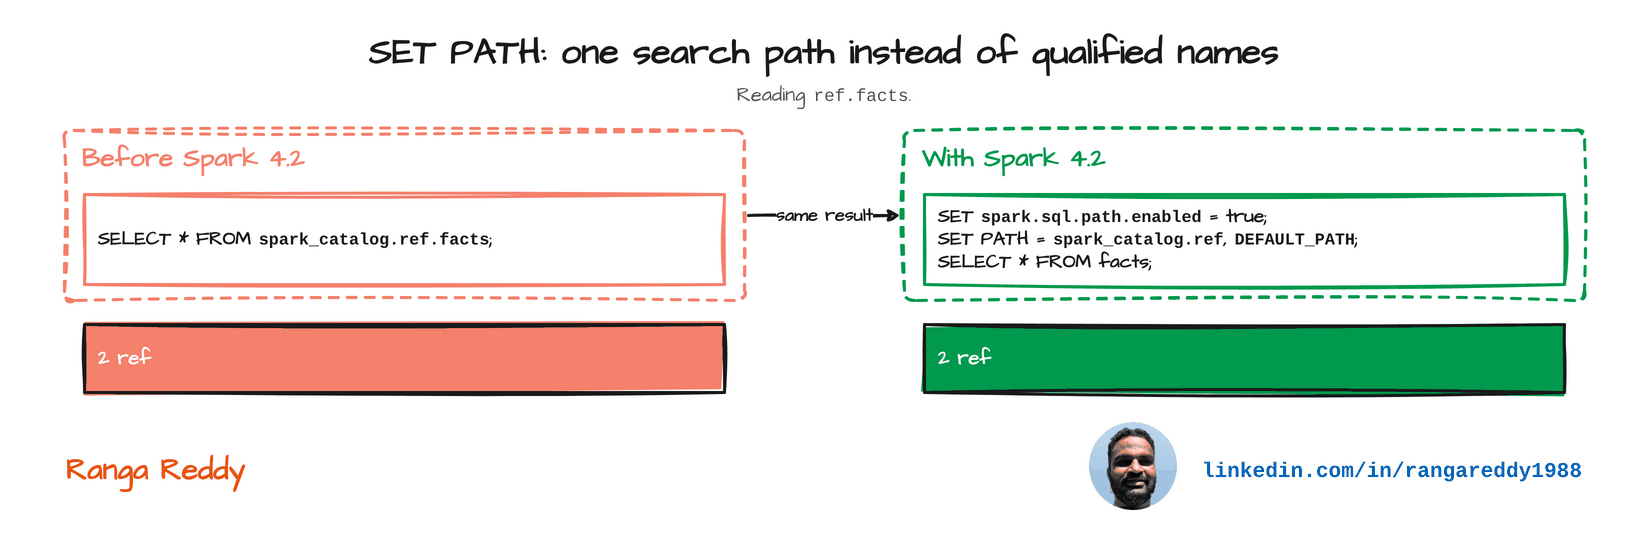 SET PATH: one search path instead of qualified names
Reading ref.facts.
Before Spark 4.2
SELECT * FROM spark_catalog.ref.facts;
same result
With Spark 4.2
SET spark.sql.path.enabled = true;
SET PATH = spark_catalog.ref, DEFAULT_PATH;
SELECT * FROM facts;
2 ref
2 ref
Ranga Reddy
linkedin.com/in/rangareddy1988